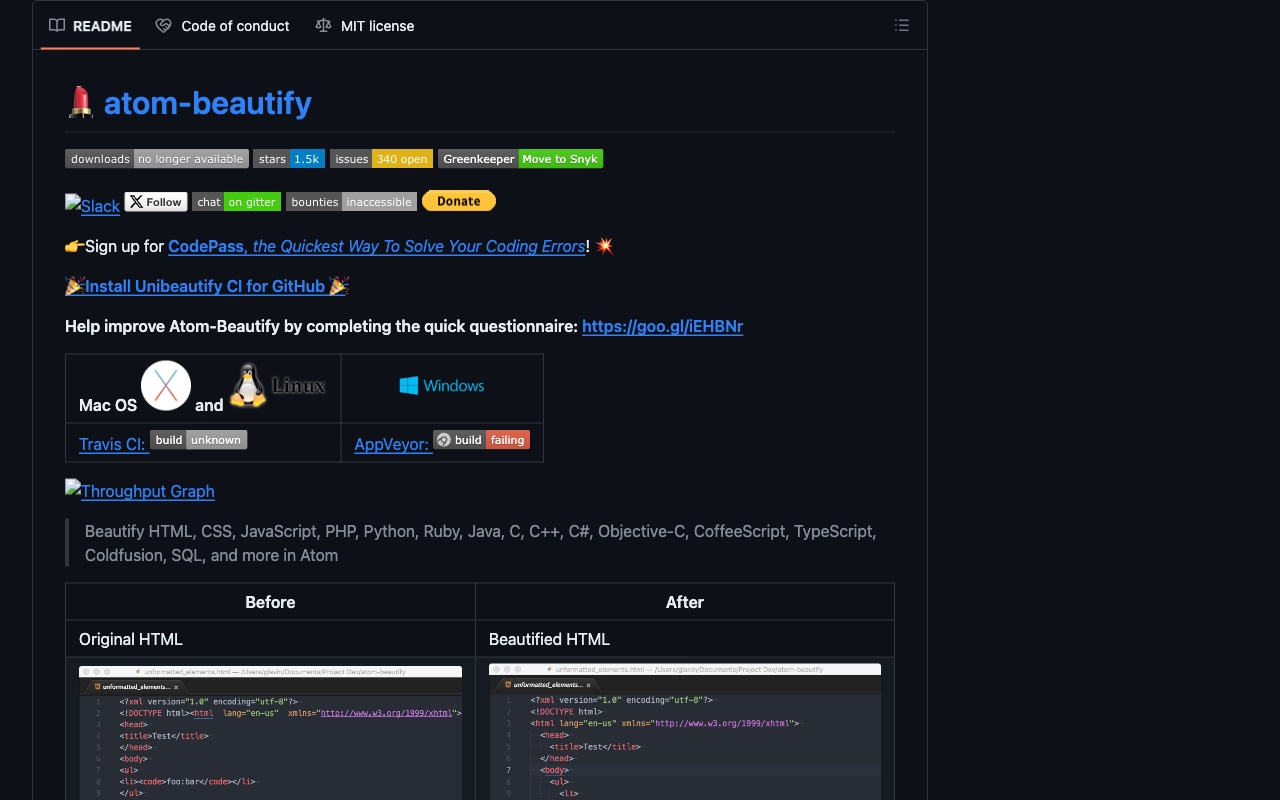 README Code of conduct MIT license
atom-beautify
downloads no longer available stars 1.5k issues 340 open Greenkeeper Move to Snyk
Slack X Follow chat on gitter bounties inaccessible Donate
👉Sign up for CodePass, the Quickest Way To Solve Your Coding Errors! 💥
🎉Install Unibeautify CI for GitHub 🎉
Help improve Atom-Beautify by completing the quick questionnaire: https://goo.gl/iEHBNr
Mac OS and Linux Windows
Travis CI: build unknown AppVeyor: build failing
Throughput Graph
Beautify HTML, CSS, JavaScript, PHP, Python, Ruby, Java, C, C++, C#, Objective-C, CoffeeScript, TypeScript,
Coldfusion, SQL, and more in Atom
Before After
Original HTML Beautified HTML
unformatted_elements.html — /Users/glavin/Documents/Project Dev/atom-beautify
unformatted_elements... ×
1 <?xml version="1.0" encoding="utf-8"?>
2 <!DOCTYPE html><html lang="en-us" xmlns="http://www.w3.org/1999/xhtml">
3 <head>
4 <title>Test</title>
5 </head>
6 <body>
7 <ul>
8 <li><code>foo:bar</code></li>
9 </ul>
unformatted_elements.html — /Users/glavin/Documents/Project Dev/atom-beautify
unformatted_elements... ×
1 <?xml version="1.0" encoding="utf-8"?>
2 <!DOCTYPE html>
3 <html lang="en-us" xmlns="http://www.w3.org/1999/xhtml">
4 <head>
5 <title>Test</title>
6 </head>
7 <body>
8 <ul>
9 <li>